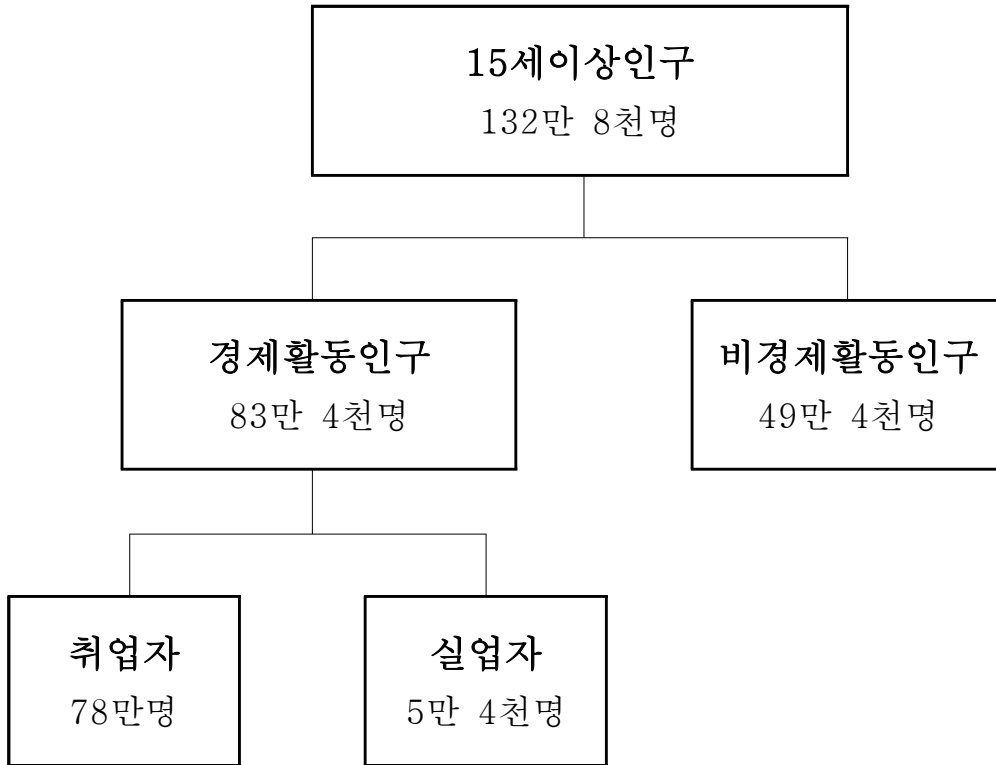 15세이상인구
132만 8천명
경제활동인구
83만 4천명
비경제활동인구
49만 4천명
취업자
78만명
실업자
5만 4천명